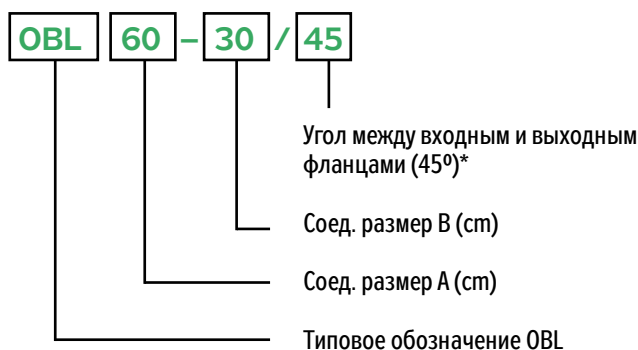 OBL 60 – 30 / 45
Угол между входным и выходным
фланцами (45º)*
Соед. размер B (cm)
Соед. размер A (cm)
Типовое обозначение OBL